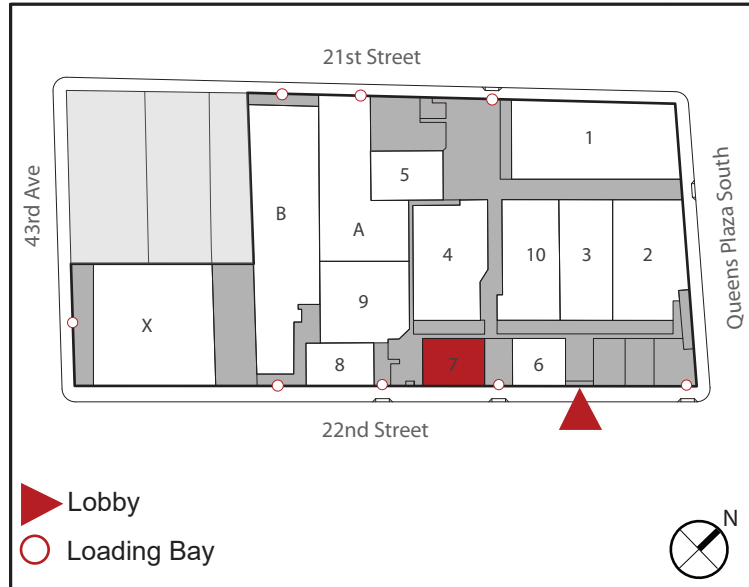 21st Street
43rd Ave
Queens Plaza South
1
5
B
A
4
10
3
2
9
X
8
7
6
22nd Street
Lobby
Loading Bay
N